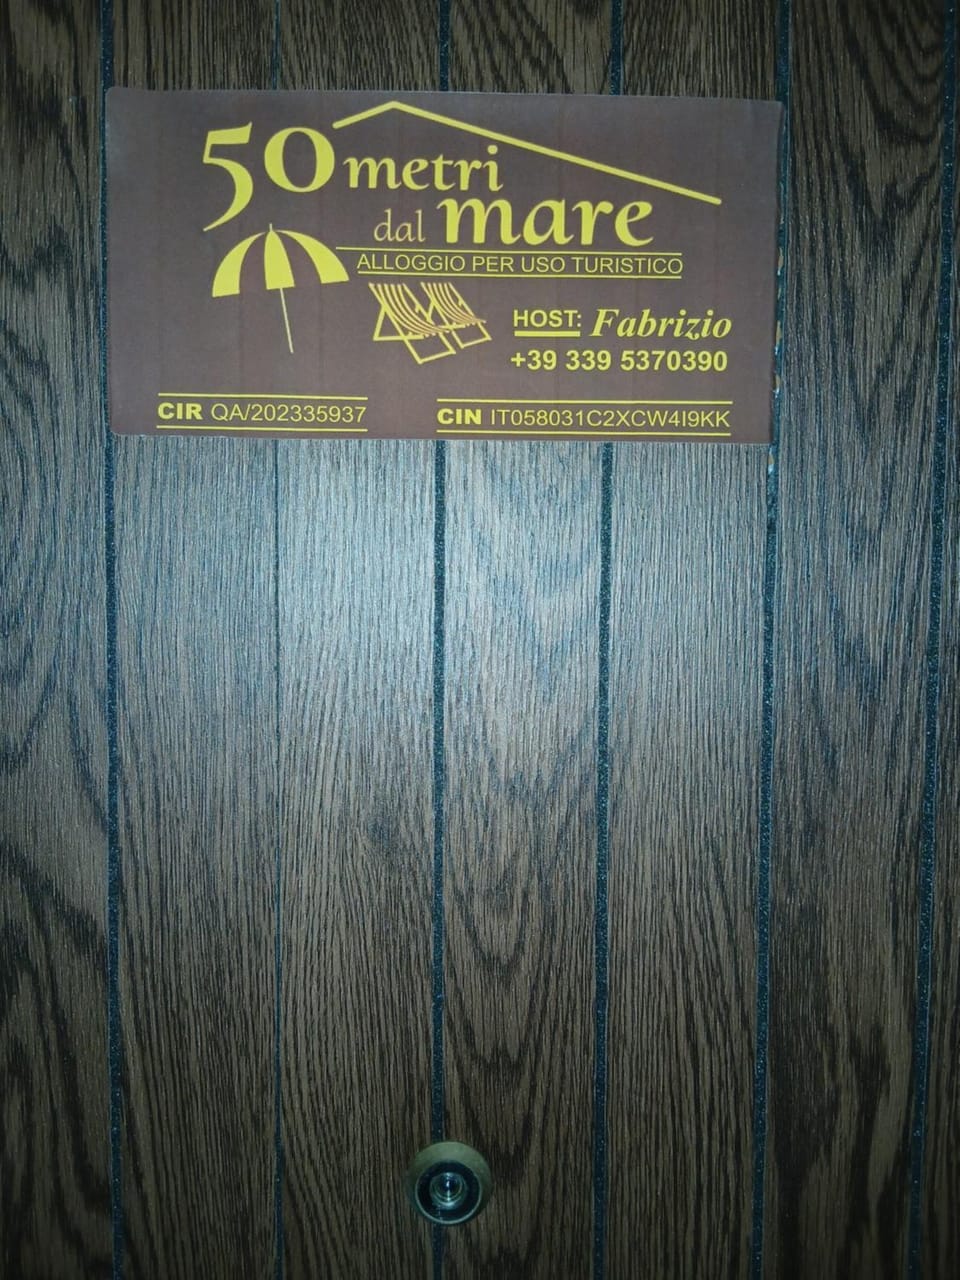 50 metri
dal mare
ALLOGGIO PER USO TURISTICO
HOST: Fabrizio
+39 339 5370390
CIR QA/202335937
CIN IT058031C2XCW4I9KK